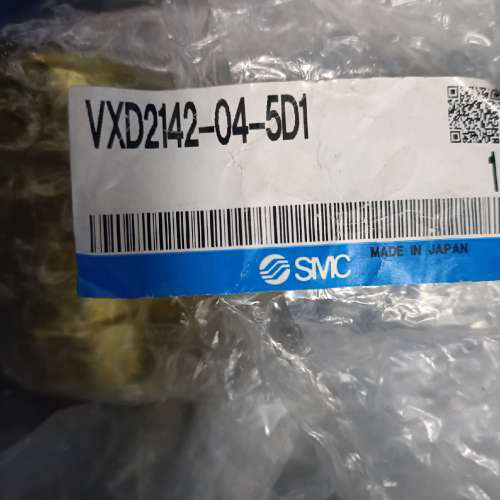 VXD2142-04-5D1
1
SMC
MADE IN JAPAN